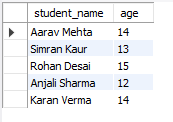 student_name age
Aarav Mehta 14
Simran Kaur 13
Rohan Desai 15
Anjali Sharma 12
Karan Verma 14